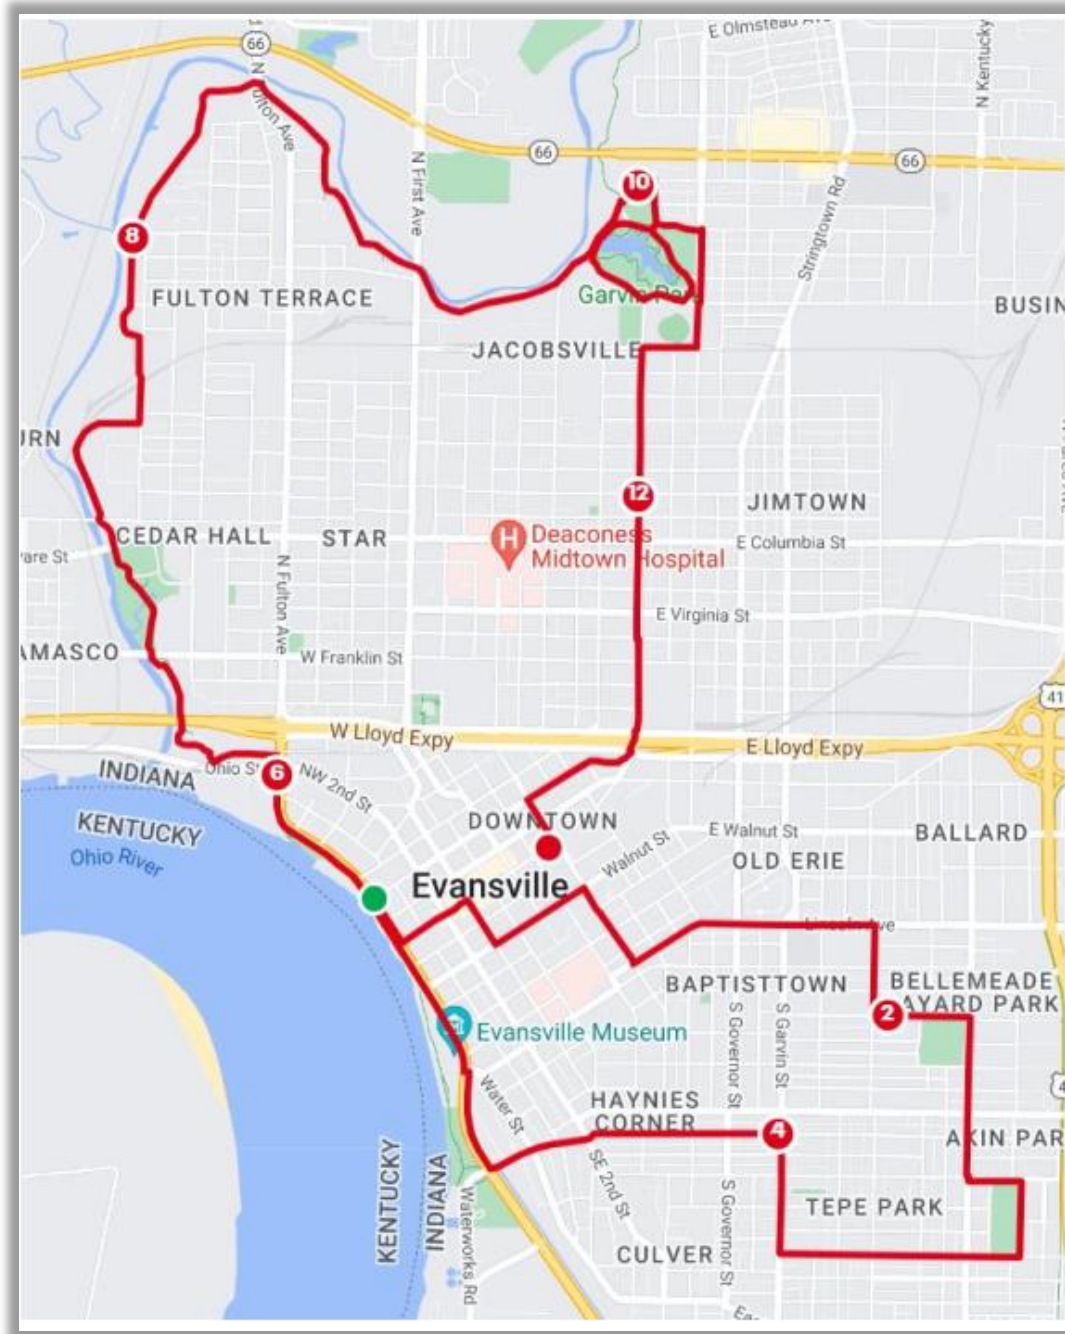 E Olmstead Ave
66
N Kentucky
N Fulton Ave
66
66
N First Ave
10
Stringtown Rd
8
FULTON TERRACE
Garvin Park
BUSIN
JACOBSVILLE
URN
12
JIMTOWN
CEDAR HALL
STAR
Deaconess
Midtown Hospital
E Columbia St
are St
N Fulton Ave
E Virginia St
AMASCO
W Franklin St
41
W Lloyd Expy
E Lloyd Expy
INDIANA
Ohio St
6
NW 2nd St
KENTUCKY
DOWNTOWN
Walnut St
E Walnut St
BALLARD
Ohio River
OLD ERIE
Evansville
Lincoln Ave
BAPTISTTOWN
BELLEMEADE
BAYARD PARK
2
Evansville Museum
S Governor St
S Garvin St
4
Water St
HAYNIES
CORNER
4
AKIN PAR
KENTUCKY
INDIANA
SE 2nd St
S Governor St
TEPE PARK
Waterworks Rd
CULVER